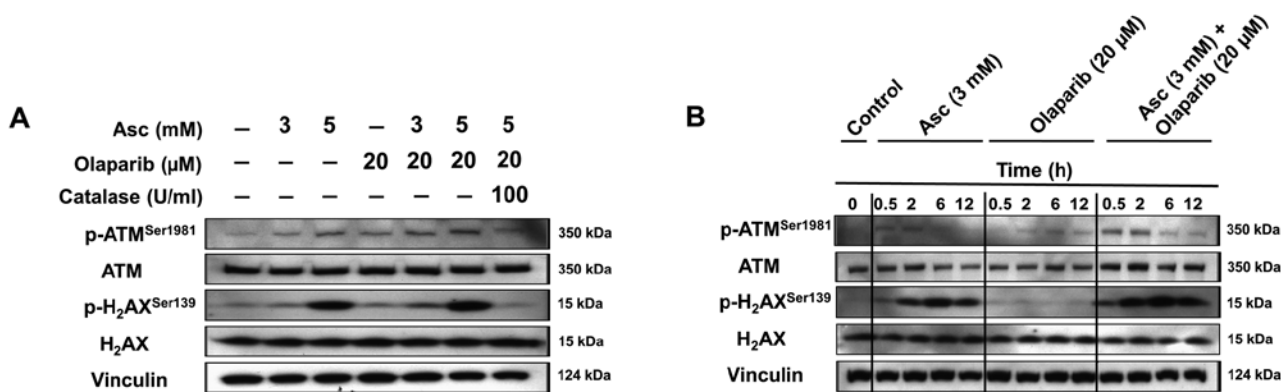 A
Asc (mM) – 3 5 – 3 5 5
Olaparib (μM) – – – 20 20 20 20
Catalase (U/ml) – – – – – – 100
p-ATMSer1981 350 kDa
ATM 350 kDa
p-H2AXSer139 15 kDa
H2AX 15 kDa
Vinculin 124 kDa
B
Control
Asc (3 mM)
Olaparib (20 μM)
Asc (3 mM) +
Olaparib (20 μM)
Time (h)
0 0.5 2 6 12 0.5 2 6 12 0.5 2 6 12
p-ATMSer1981 350 kDa
ATM 350 kDa
p-H2AXSer139 15 kDa
H2AX 15 kDa
Vinculin 124 kDa